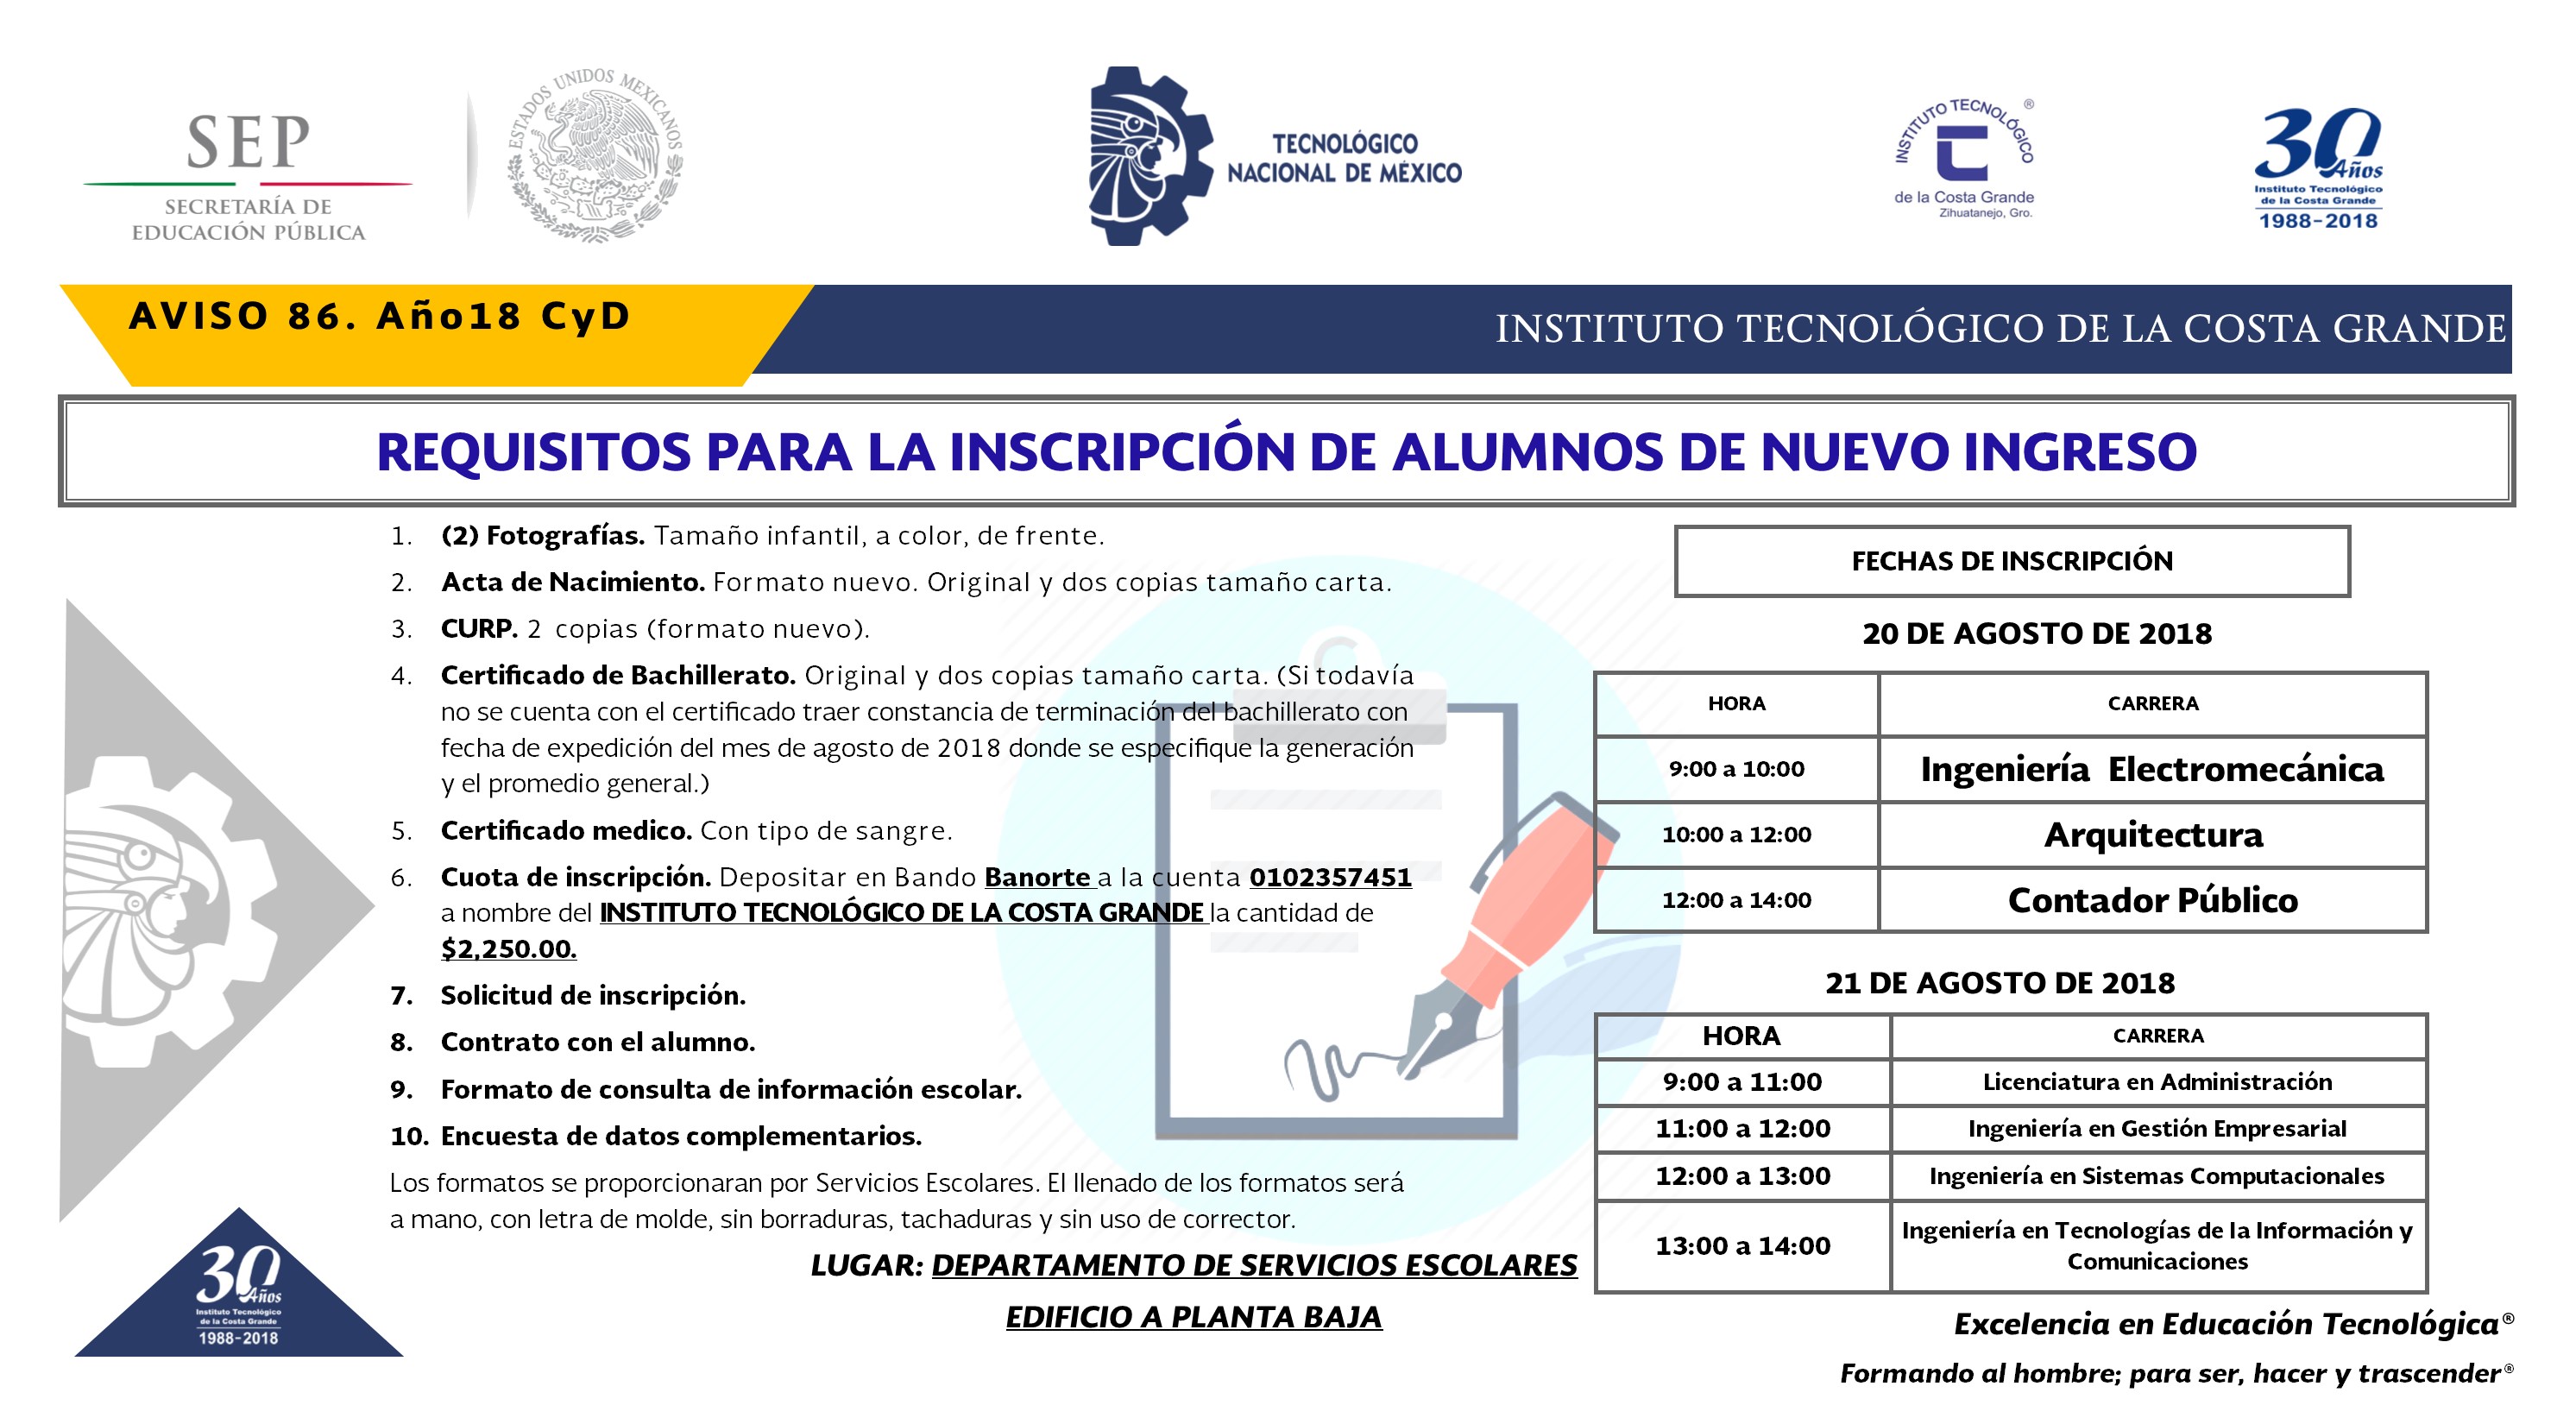 SEP
SECRETARÍA DE
EDUCACIÓN PÚBLICA
ESTADOS UNIDOS MEXICANOS
TECNOLÓGICO
NACIONAL DE MÉXICO
INSTITUTO TECNOLÓGICO ®
de la Costa Grande
Zihuatanejo, Gro.
30
Años
Instituto Tecnológico
de la Costa Grande
1988-2018
AVISO 86. Año18 CyD
INSTITUTO TECNOLÓGICO DE LA COSTA GRANDE
REQUISITOS PARA LA INSCRIPCIÓN DE ALUMNOS DE NUEVO INGRESO
1. (2) Fotografías. Tamaño infantil, a color, de frente.
2. Acta de Nacimiento. Formato nuevo. Original y dos copias tamaño carta.
3. CURP. 2 copias (formato nuevo).
4. Certificado de Bachillerato. Original y dos copias tamaño carta. (Si todavía
no se cuenta con el certificado traer constancia de terminación del bachillerato con
fecha de expedición del mes de agosto de 2018 donde se especifique la generación
y el promedio general.)
5. Certificado medico. Con tipo de sangre.
6. Cuota de inscripción. Depositar en Bando Banorte a la cuenta 0102357451
a nombre del INSTITUTO TECNOLÓGICO DE LA COSTA GRANDE la cantidad de
$2,250.00.
7. Solicitud de inscripción.
8. Contrato con el alumno.
9. Formato de consulta de información escolar.
10. Encuesta de datos complementarios.
Los formatos se proporcionaran por Servicios Escolares. El llenado de los formatos será
a mano, con letra de molde, sin borraduras, tachaduras y sin uso de corrector.
LUGAR: DEPARTAMENTO DE SERVICIOS ESCOLARES
EDIFICIO A PLANTA BAJA
FECHAS DE INSCRIPCIÓN
20 DE AGOSTO DE 2018
HORA CARRERA
9:00 a 10:00 Ingeniería Electromecánica
10:00 a 12:00 Arquitectura
12:00 a 14:00 Contador Público
21 DE AGOSTO DE 2018
HORA CARRERA
9:00 a 11:00 Licenciatura en Administración
11:00 a 12:00 Ingeniería en Gestión Empresarial
12:00 a 13:00 Ingeniería en Sistemas Computacionales
13:00 a 14:00 Ingeniería en Tecnologías de la Información y
Comunicaciones
30
Años
Instituto Tecnológico
de la Costa Grande
1988-2018
Excelencia en Educación Tecnológica®
Formando al hombre; para ser, hacer y trascender®